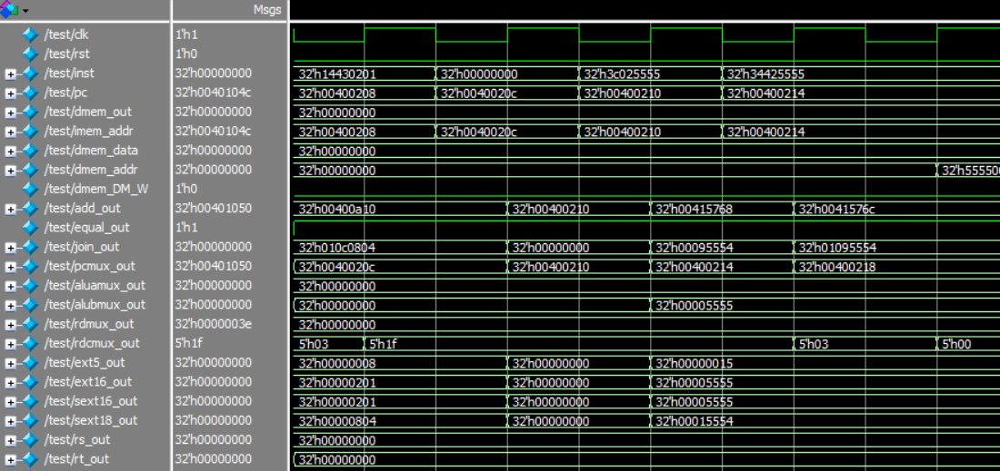 Msgs
/test/clk 1'h1
/test/rst 1'h0
/test/inst 32'h00000000 32'h14430201 32'h00000000 32'h3c025555 32'h34425555
/test/pc 32'h0040104c 32'h00400208 32'h0040020c 32'h00400210 32'h00400214
/test/dmem_out 32'h00000000 32'h00000000
/test/imem_addr 32'h0040104c 32'h00400208 32'h0040020c 32'h00400210 32'h00400214
/test/dmem_data 32'h00000000 32'h00000000
/test/dmem_addr 32'h00000000 32'h00000000 32'h55550
/test/dmem_DM_W 1'h0
/test/add_out 32'h00401050 32'h00400a10 32'h00400210 32'h00415768 32'h0041576c
/test/equal_out 1'h1
/test/join_out 32'h00000000 32'h010c0804 32'h00000000 32'h00095554 32'h01095554
/test/pcmux_out 32'h00401050 32'h0040020c 32'h00400210 32'h00400214 32'h00400218
/test/aluamux_out 32'h00000000 32'h00000000
/test/alubmux_out 32'h00000000 32'h00000000 32'h00005555
/test/rdmux_out 32'h0000003e 32'h00000000
/test/rdcmux_out 5'h1f 5'h03 5'h1f 5'h03 5'h00
/test/ext5_out 32'h00000000 32'h00000008 32'h00000000 32'h00000015
/test/ext16_out 32'h00000000 32'h00000201 32'h00000000 32'h00005555
/test/sext16_out 32'h00000000 32'h00000201 32'h00000000 32'h00005555
/test/sext18_out 32'h00000000 32'h00000804 32'h00000000 32'h00015554
/test/rs_out 32'h00000000 32'h00000000
/test/rt_out 32'h00000000 32'h00000000